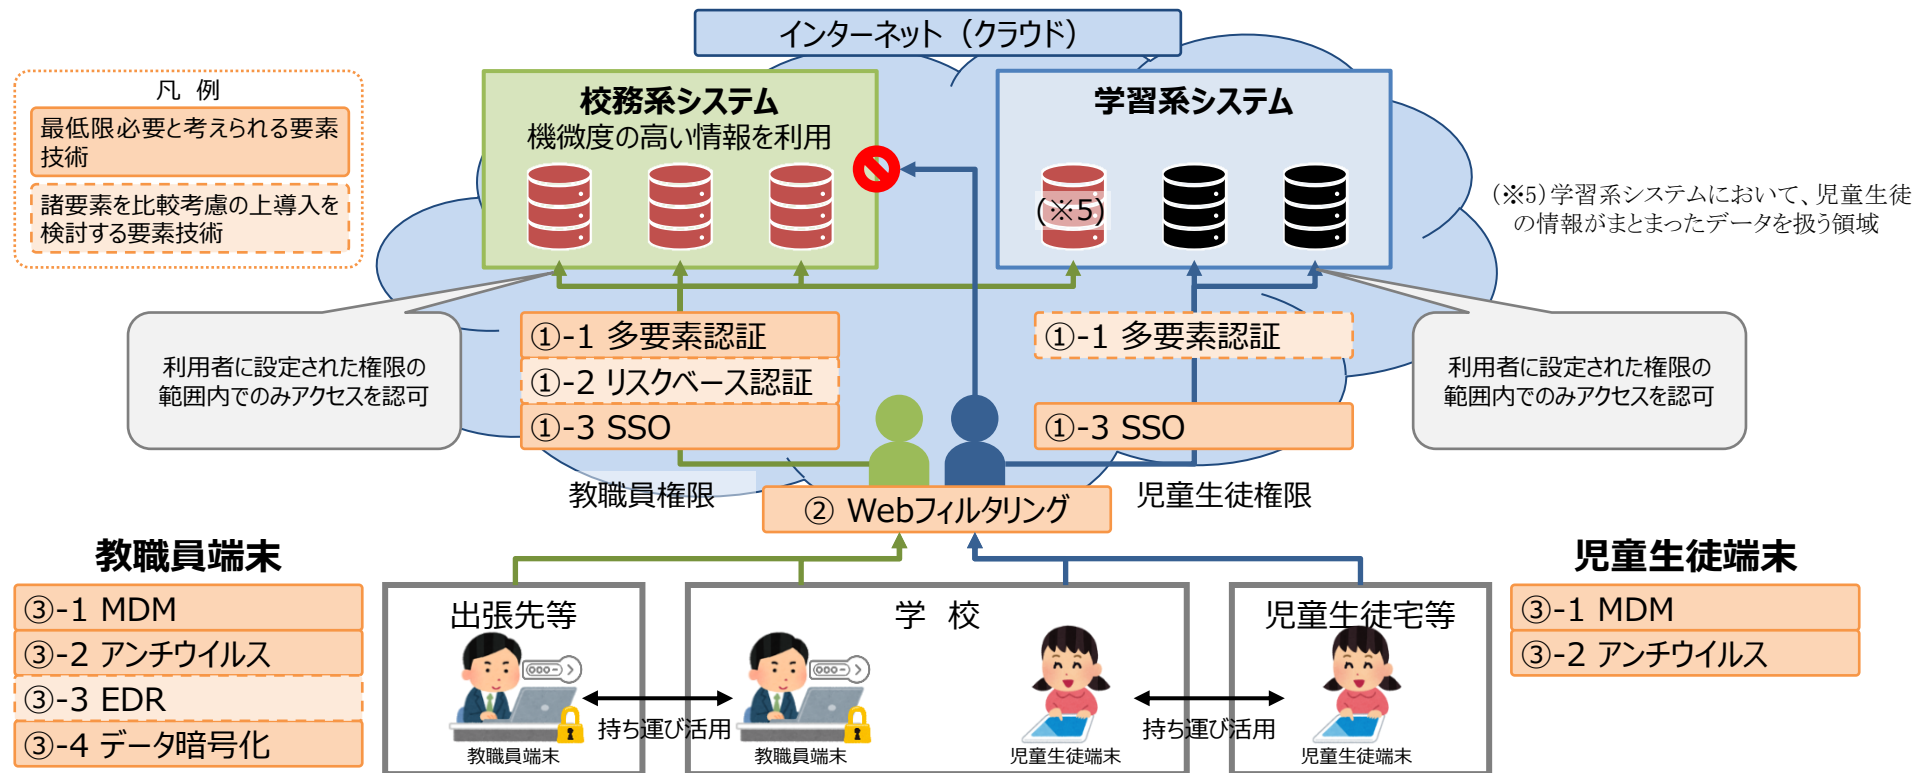 インターネット（クラウド）
凡 例
最低限必要と考えられる要素
技術
諸要素を比較考慮の上導入を
検討する要素技術
校務系システム
機微度の高い情報を利用
学習系システム
(※5)
(※5)学習系システムにおいて、児童生徒
の情報がまとまったデータを扱う領域
利用者に設定された権限の
範囲内でのみアクセスを認可
①-1 多要素認証
①-2 リスクベース認証
①-3 SSO
①-1 多要素認証
①-3 SSO
利用者に設定された権限の
範囲内でのみアクセスを認可
教職員権限
児童生徒権限
② Webフィルタリング
教職員端末
③-1 MDM
③-2 アンチウイルス
③-3 EDR
③-4 データ暗号化
出張先等
教職員端末
持ち運び活用
学 校
教職員端末
児童生徒端末
持ち運び活用
児童生徒宅等
児童生徒端末
児童生徒端末
③-1 MDM
③-2 アンチウイルス